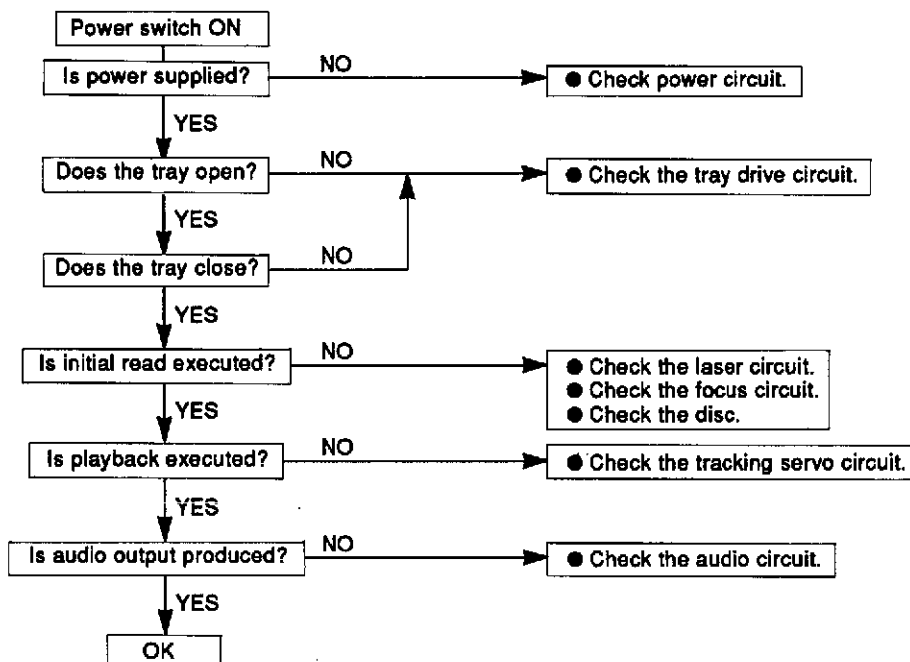 Power switch ON
Is power supplied?
NO
● Check power circuit.
YES
Does the tray open?
NO
● Check the tray drive circuit.
YES
Does the tray close?
NO
YES
Is initial read executed?
NO
● Check the laser circuit.
● Check the focus circuit.
● Check the disc.
YES
Is playback executed?
NO
● Check the tracking servo circuit.
YES
Is audio output produced?
NO
● Check the audio circuit.
YES
OK